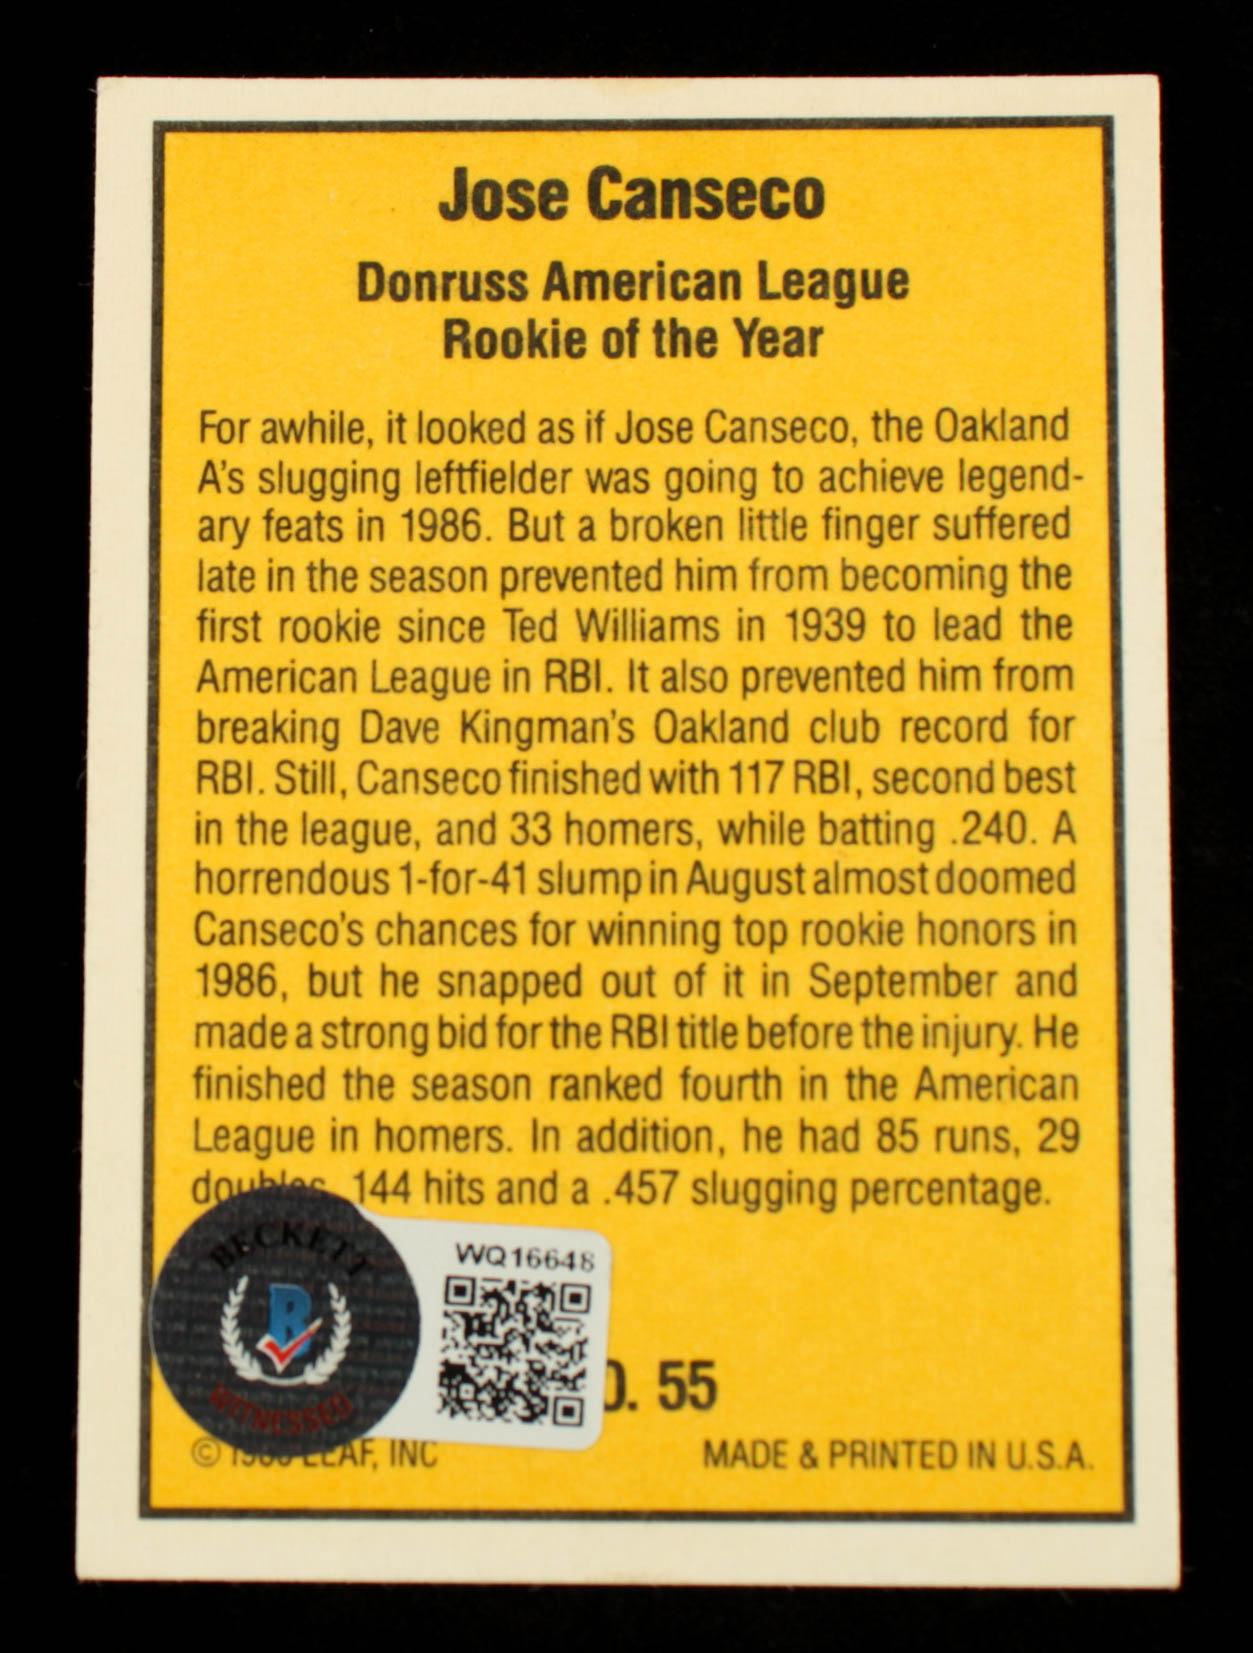 Jose Canseco
Donruss American League
Rookie of the Year
For awhile, it looked as if Jose Canseco, the Oakland
A's slugging leftfielder was going to achieve legend-
ary feats in 1986. But a broken little finger suffered
late in the season prevented him from becoming the
first rookie since Ted Williams in 1939 to lead the
American League in RBI. It also prevented him from
breaking Dave Kingman's Oakland club record for
RBI. Still, Canseco finished with 117 RBI, second best
in the league, and 33 homers, while batting .240. A
horrendous 1-for-41 slump in August almost doomed
Canseco's chances for winning top rookie honors in
1986, but he snapped out of it in September and
made a strong bid for the RBI title before the injury. He
finished the season ranked fourth in the American
League in homers. In addition, he had 85 runs, 29
doubles, 144 hits and a .457 slugging percentage.
BECKETT
B
WITNESSED
WQ16648
55
© LEAF, INC
MADE & PRINTED IN U.S.A.